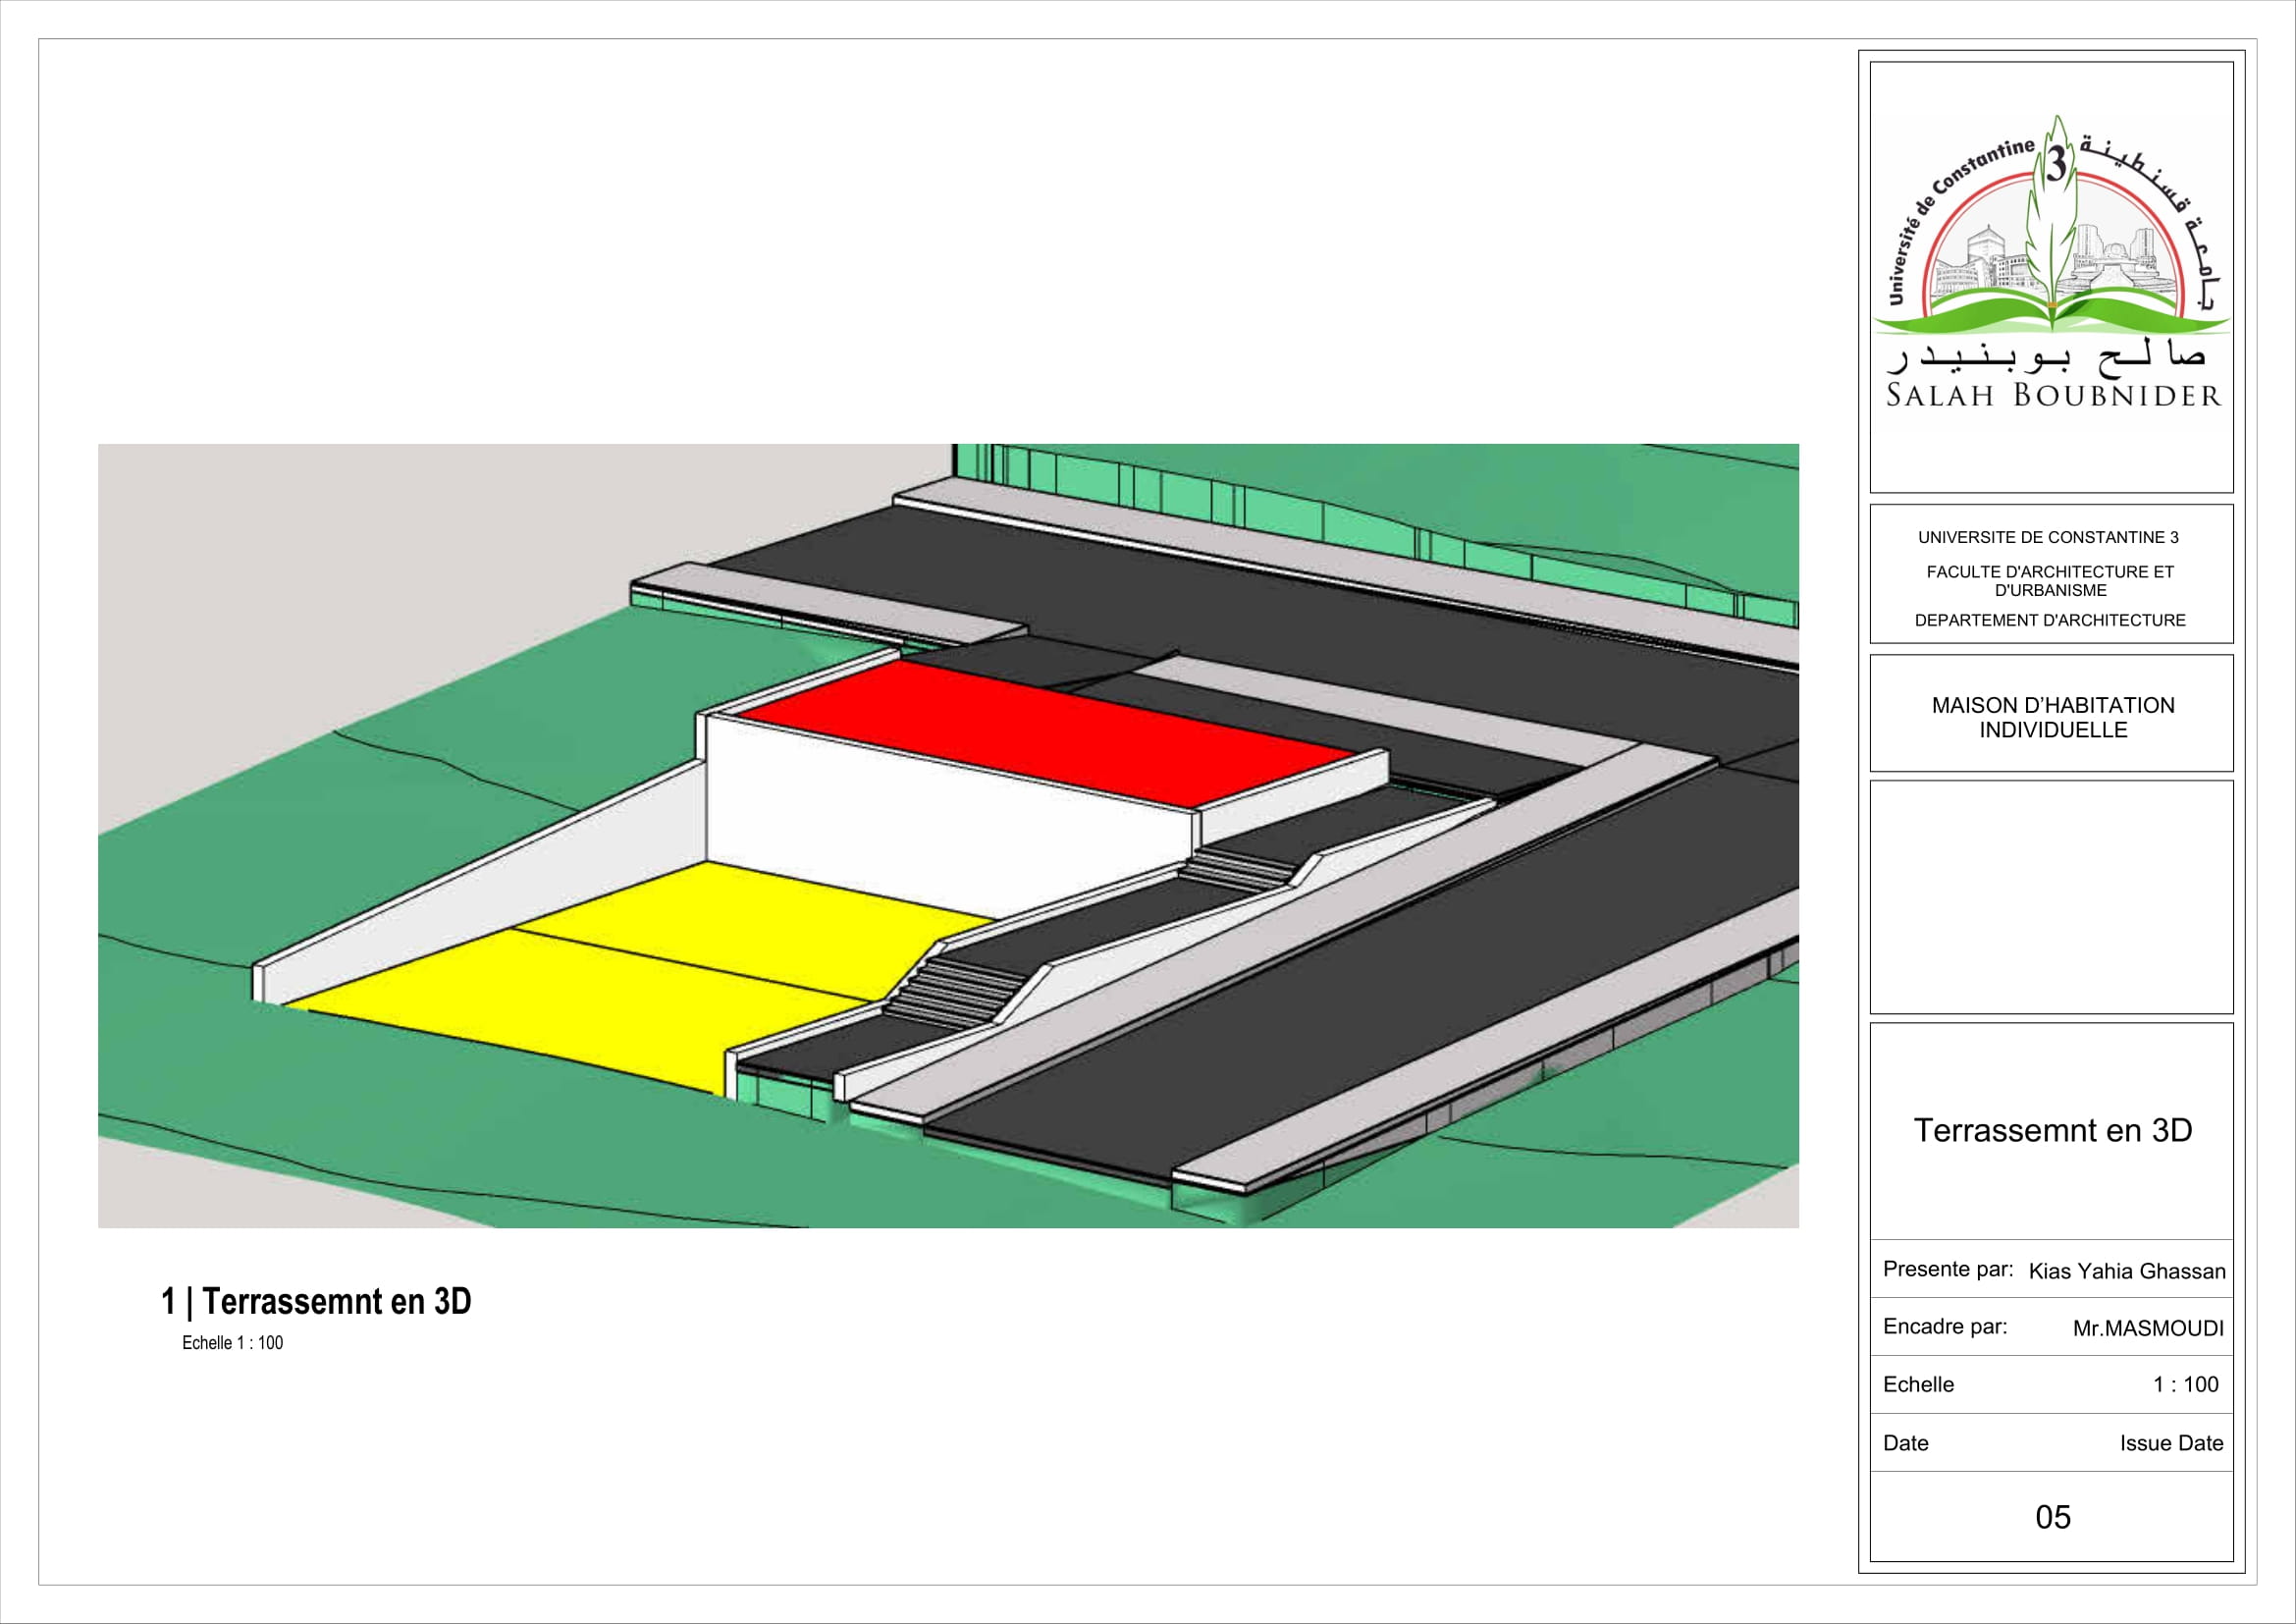 Université de Constantine 3 جامعة قسنطينة
صالح بوبنيدر
SALAH BOUBNIDER
UNIVERSITE DE CONSTANTINE 3
FACULTE D'ARCHITECTURE ET
D'URBANISME
DEPARTEMENT D'ARCHITECTURE
MAISON D'HABITATION
INDIVIDUELLE
Terrassemnt en 3D
Presente par: Kias Yahia Ghassan
Encadre par: Mr.MASMOUDI
Echelle 1 : 100
Date Issue Date
05
1 | Terrassemnt en 3D
Echelle 1 : 100